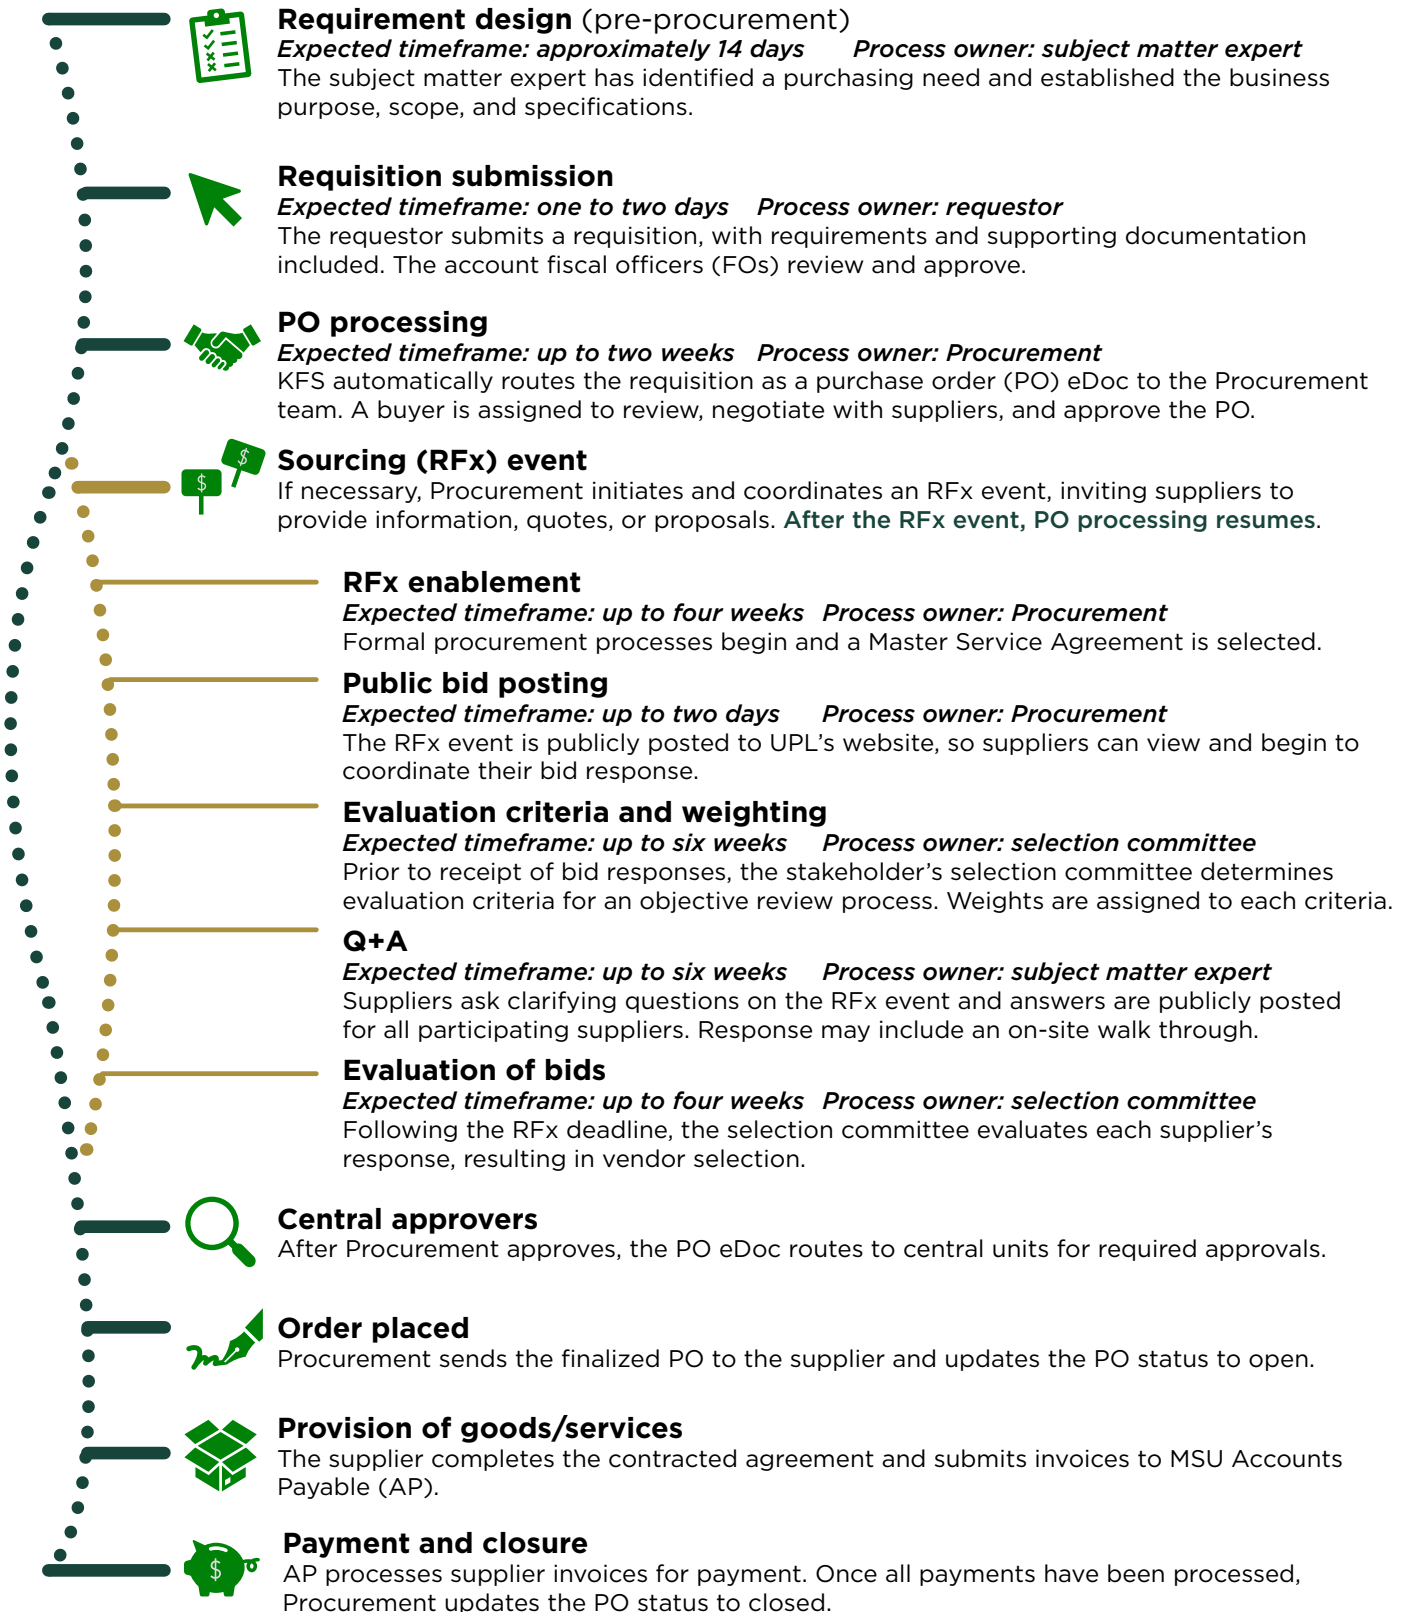 Requirement design (pre-procurement)
Expected timeframe: approximately 14 days Process owner: subject matter expert
The subject matter expert has identified a purchasing need and established the business
purpose, scope, and specifications.
Requisition submission
Expected timeframe: one to two days Process owner: requestor
The requestor submits a requisition, with requirements and supporting documentation
included. The account fiscal officers (FOs) review and approve.
PO processing
Expected timeframe: up to two weeks Process owner: Procurement
KFS automatically routes the requisition as a purchase order (PO) eDoc to the Procurement
team. A buyer is assigned to review, negotiate with suppliers, and approve the PO.
$
$
Sourcing (RFx) event
If necessary, Procurement initiates and coordinates an RFx event, inviting suppliers to
provide information, quotes, or proposals. After the RFx event, PO processing resumes.
RFx enablement
Expected timeframe: up to four weeks Process owner: Procurement
Formal procurement processes begin and a Master Service Agreement is selected.
Public bid posting
Expected timeframe: up to two days Process owner: Procurement
The RFx event is publicly posted to UPL’s website, so suppliers can view and begin to
coordinate their bid response.
Evaluation criteria and weighting
Expected timeframe: up to six weeks Process owner: selection committee
Prior to receipt of bid responses, the stakeholder’s selection committee determines
evaluation criteria for an objective review process. Weights are assigned to each criteria.
Q+A
Expected timeframe: up to six weeks Process owner: subject matter expert
Suppliers ask clarifying questions on the RFx event and answers are publicly posted
for all participating suppliers. Response may include an on-site walk through.
Evaluation of bids
Expected timeframe: up to four weeks Process owner: selection committee
Following the RFx deadline, the selection committee evaluates each supplier’s
response, resulting in vendor selection.
Central approvers
After Procurement approves, the PO eDoc routes to central units for required approvals.
Order placed
Procurement sends the finalized PO to the supplier and updates the PO status to open.
Provision of goods/services
The supplier completes the contracted agreement and submits invoices to MSU Accounts
Payable (AP).
$
Payment and closure
AP processes supplier invoices for payment. Once all payments have been processed,
Procurement updates the PO status to closed.